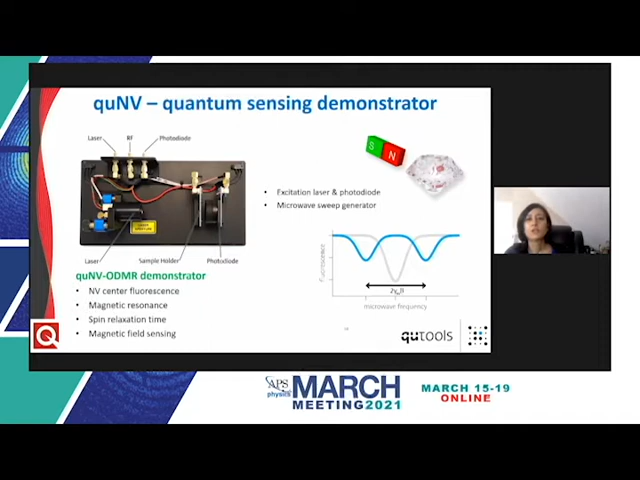 quNV – quantum sensing demonstrator
Laser
RF
Photodiode
S
N
Laser
Sample Holder
Photodiode
quNV-ODMR demonstrator
• NV center fluorescence
• Magnetic resonance
• Spin relaxation time
• Magnetic field sensing
• Excitation laser & photodiode
• Microwave sweep generator
Fluorescence
microwave frequency
Q
qutools
APS
physics
MARCH
MEETING2021
MARCH 15-19
ONLINE